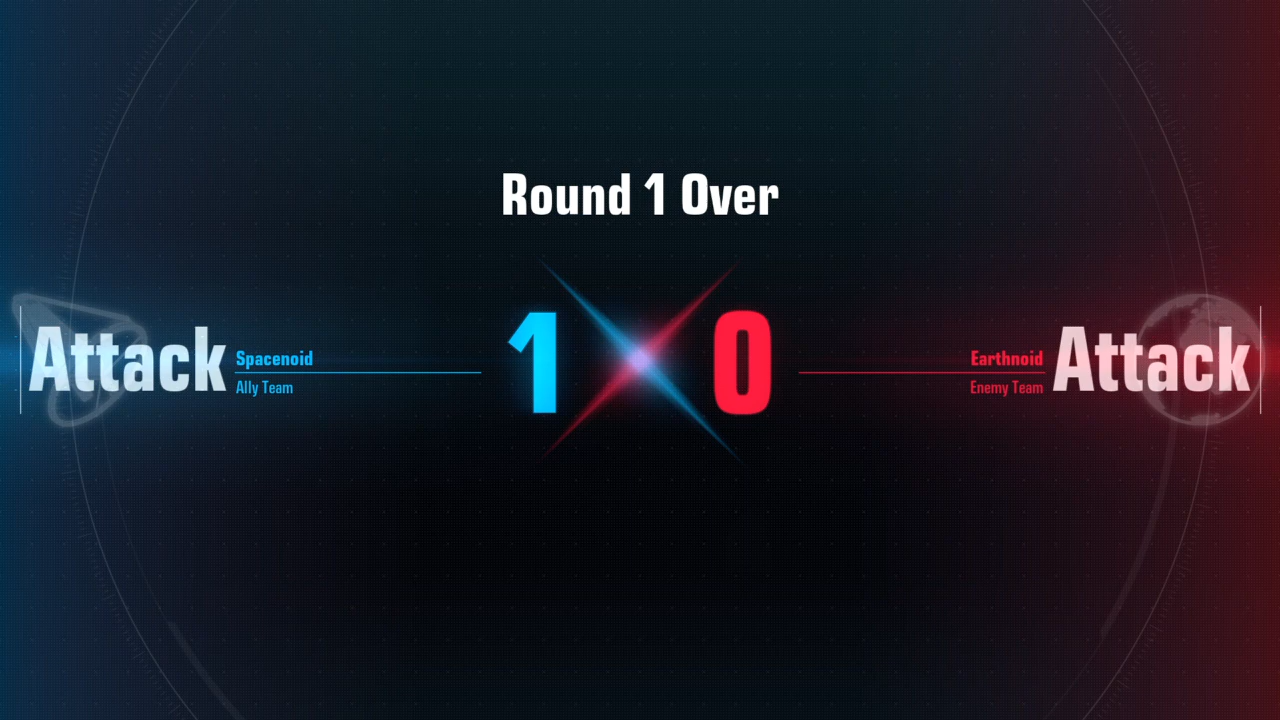 Round 1 Over
1 0
Attack
Spacenoid
Ally Team
Earthnoid
Enemy Team
Attack